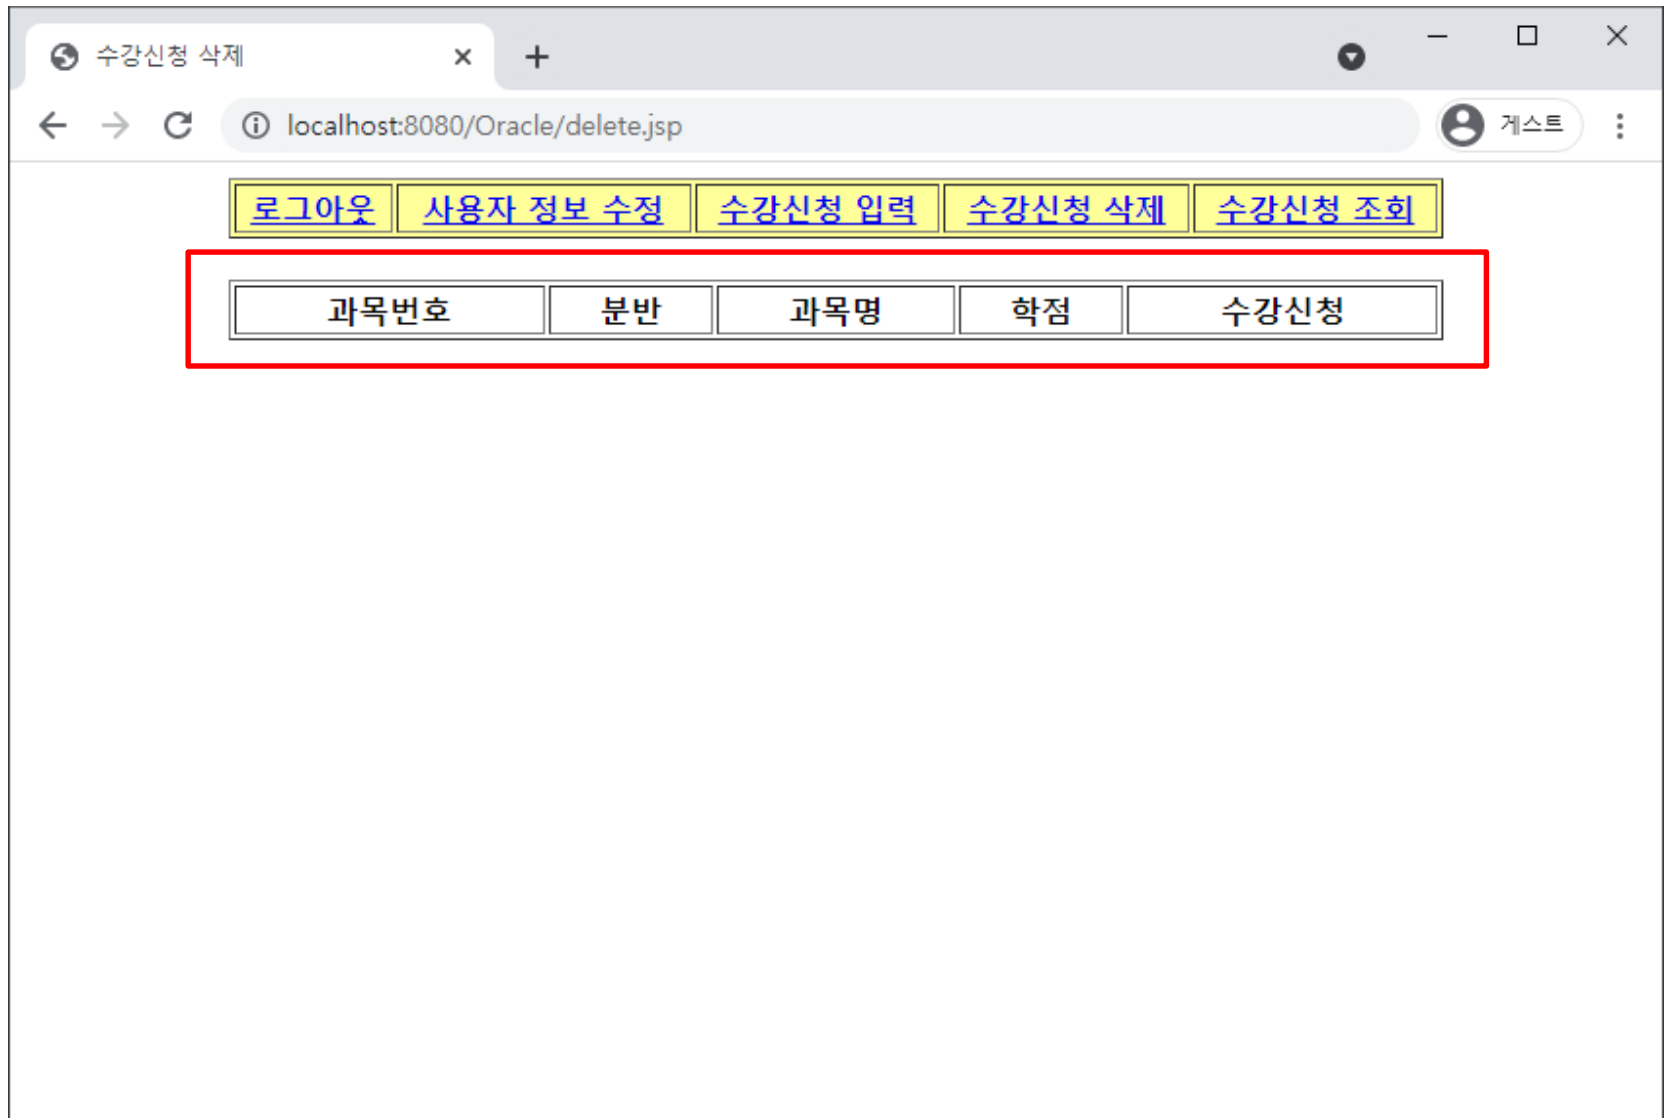 수강신청 삭제
localhost:8080/Oracle/delete.jsp
게스트
로그아웃 사용자 정보 수정 수강신청 입력 수강신청 삭제 수강신청 조회
과목번호 분반 과목명 학점 수강신청